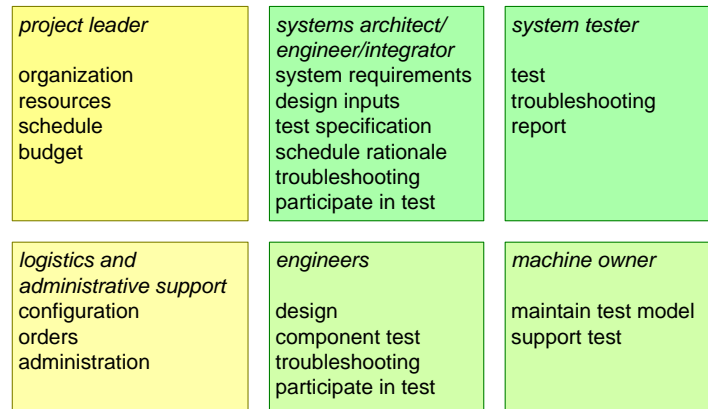 project leader
organization
resources
schedule
budget
systems architect/
engineer/integrator
system requirements
design inputs
test specification
schedule rationale
troubleshooting
participate in test
system tester
test
troubleshooting
report
logistics and
administrative support
configuration
orders
administration
engineers
design
component test
troubleshooting
participate in test
machine owner
maintain test model
support test